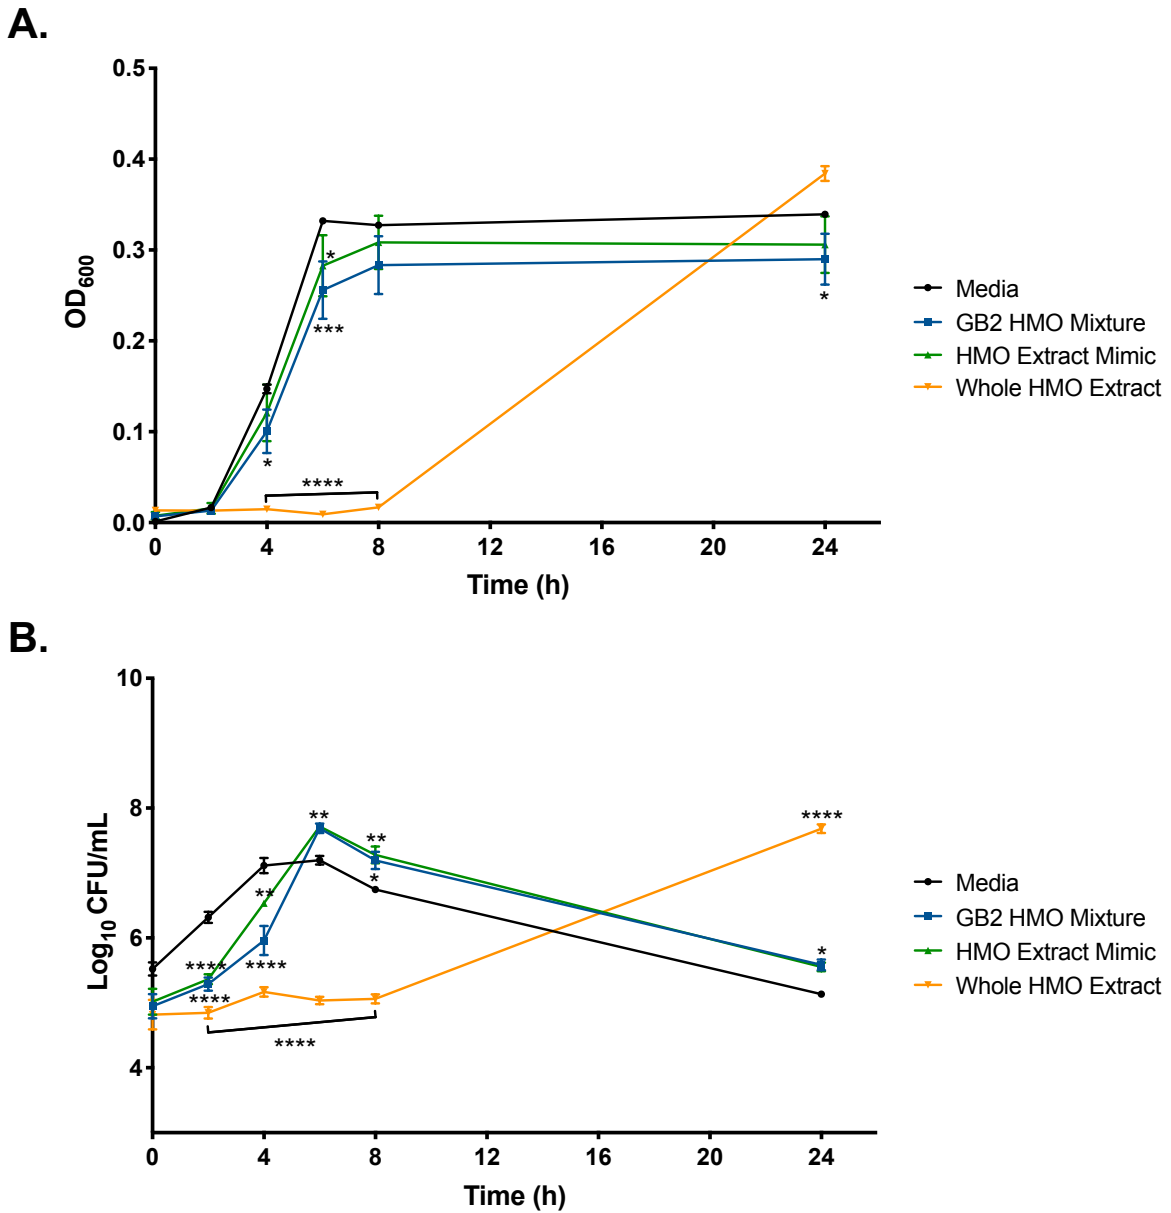 A.
0.5
0.4
0.3
0.2
0.1
0.0
OD600
*
***
*
*
****
0 4 8 12 16 20 24
Time (h)
Media
GB2 HMO Mixture
HMO Extract Mimic
Whole HMO Extract
B.
10
8
6
4
Log10 CFU/mL
**
**
*
**
****
****
****
****
****
*
0 4 8 12 16 20 24
Time (h)
Media
GB2 HMO Mixture
HMO Extract Mimic
Whole HMO Extract